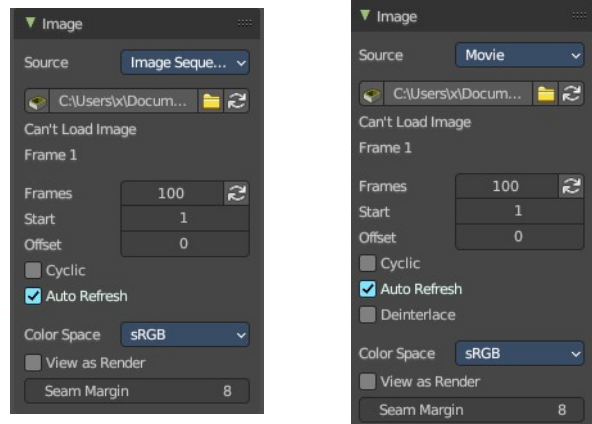 Image
Source Image Seque...
C:\Users\x\Docum...
Can't Load Image
Frame 1
Frames 100
Start 1
Offset 0
Cyclic
Auto Refresh
Color Space sRGB
View as Render
Seam Margin 8
Image
Source Movie
C:\Users\x\Docum...
Can't Load Image
Frame 1
Frames 100
Start 1
Offset 0
Cyclic
Auto Refresh
Deinterlace
Color Space sRGB
View as Render
Seam Margin 8